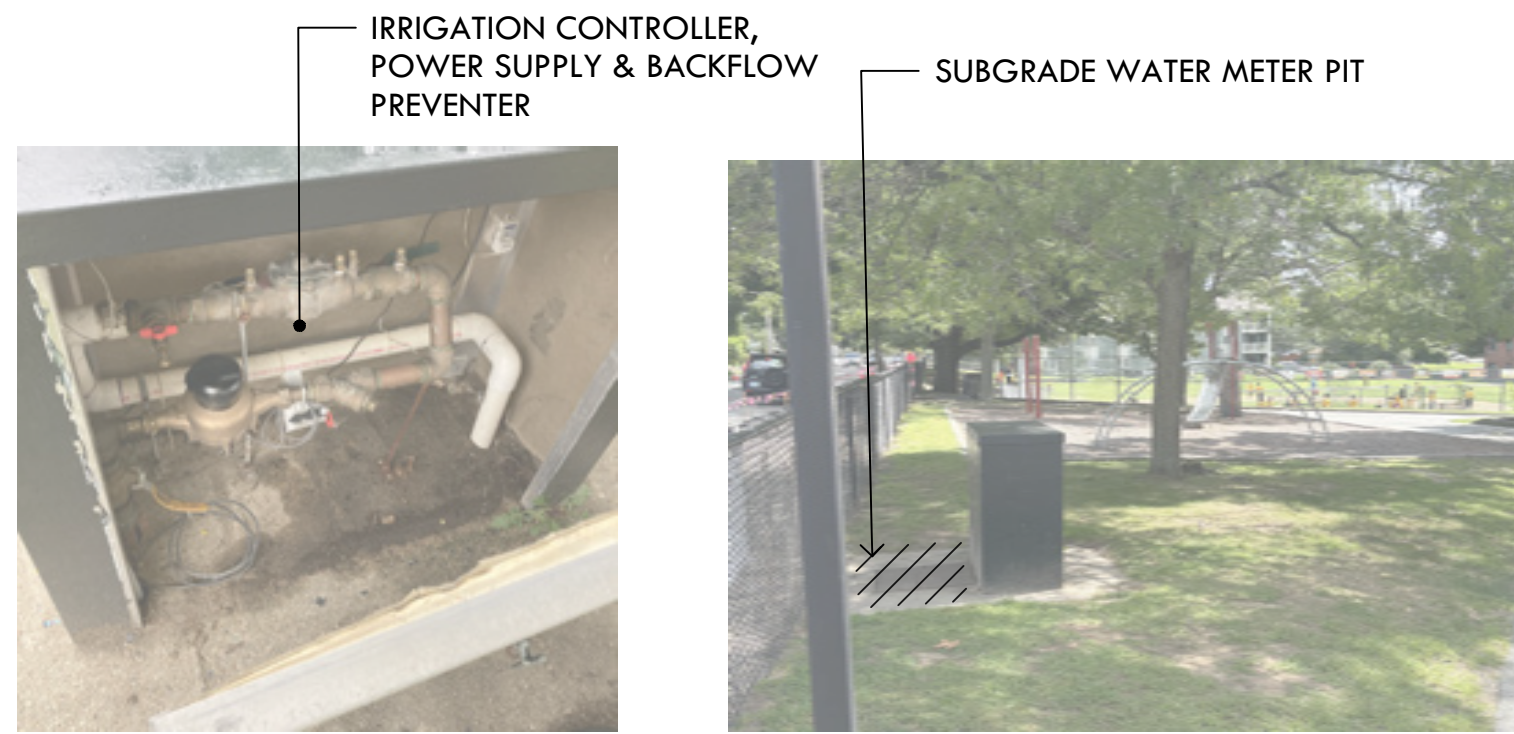 IRRIGATION CONTROLLER,
POWER SUPPLY & BACKFLOW
PREVENTER
SUBGRADE WATER METER PIT